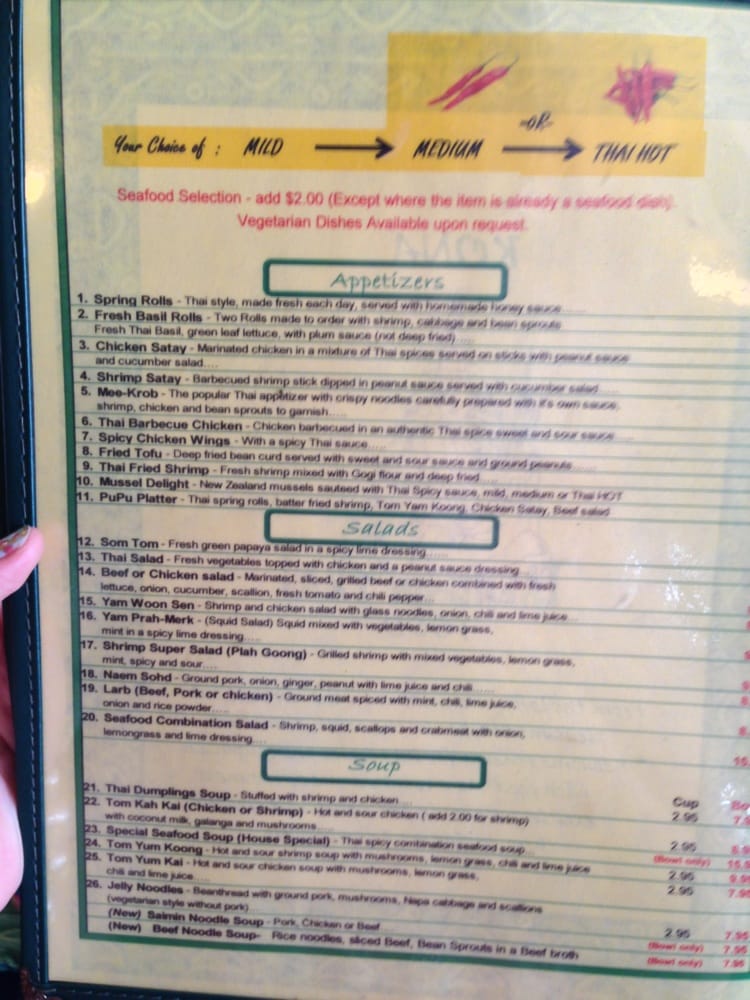 Your Choice of : MILD MEDIUM -OR- THAI HOT
Seafood Selection - add $2.00 (Except where the item is already a seafood dish).
Vegetarian Dishes Available upon request.
Appetizers
1. Spring Rolls - Thai style, made fresh each day, served with homemade honey sauce......
2. Fresh Basil Rolls - Two Rolls made to order with shrimp, cabbage and bean sprouts
Fresh Thai Basil, green leaf lettuce, with plum sauce (not deep fried)....
3. Chicken Satay - Marinated chicken in a mixture of Thai spices served on sticks with peanut sauce
and cucumber salad....
4. Shrimp Satay - Barbecued shrimp stick dipped in peanut sauce served with cucumber salad.....
5. Mee-Krob - The popular Thai appetizer with crispy noodles carefully prepared with it's own sauce,
shrimp, chicken and bean sprouts to garnish.....
6. Thai Barbecue Chicken - Chicken barbecued in an authentic Thai spice sweet and sour sauce
7. Spicy Chicken Wings - With a spicy Thai sauce.....
8. Fried Tofu - Deep fried bean curd served with sweet and sour sauce and ground peanuts.....
9. Thai Fried Shrimp - Fresh shrimp mixed with Gogi flour and deep fried....
10. Mussel Delight - New Zealand mussels sauteed with Thai Spicy sauce, mild, medium or Thai HOT
11. PuPu Platter - Thai spring rolls, batter fried shrimp, Tom Yam Koong, Chicken Satay, Beef salad
Salads
12. Som Tom - Fresh green papaya salad in a spicy lime dressing.....
13. Thai Salad - Fresh vegetables topped with chicken and a peanut sauce dressing....
14. Beef or Chicken salad - Marinated, sliced, grilled beef or chicken combined with fresh
lettuce, onion, cucumber, scallion, fresh tomato and chili pepper....
15. Yam Woon Sen - Shrimp and chicken salad with glass noodles, onion, chili and lime juice....
16. Yam Prah-Merk - (Squid Salad) Squid mixed with vegetables, lemon grass,
mint in a spicy lime dressing.....
17. Shrimp Super Salad (Plah Goong) - Grilled shrimp with mixed vegetables, lemon grass,
mint, spicy and sour....
18. Naem Sohd - Ground pork, onion, ginger, peanut with lime juice and chili.....
19. Larb (Beef, Pork or chicken) - Ground meat spiced with mint, chili, lime juice,
onion and rice powder.....
20. Seafood Combination Salad - Shrimp, squid, scallops and crabmeat with onion,
lemongrass and lime dressing....
Soup
Cup
21. Thai Dumplings Soup - Stuffed with shrimp and chicken.... 2.95
22. Tom Kah Kai (Chicken or Shrimp) - Hot and sour chicken ( add 2.00 for shrimp)
with coconut milk, galanga and mushrooms..... 2.95
23. Special Seafood Soup (House Special) - Thai spicy combination seafood soup.... (Bowl only)
24. Tom Yum Koong - Hot and sour shrimp soup with mushrooms, lemon grass, chili and lime juice 2.95
25. Tom Yum Kai - Hot and sour chicken soup with mushrooms, lemon grass, 2.95
chili and lime juice.....
26. Jelly Noodles - Beanthread with ground pork, mushrooms, Napa cabbage and scallions
(vegetarian style without pork)..... 2.95 7.95
(New) Saimin Noodle Soup - Pork, Chicken or Beef (Bowl only) 7.95
(New) Beef Noodle Soup- Rice noodles, sliced Beef, Bean Sprouts in a Beef broth (Bowl only) 7.95